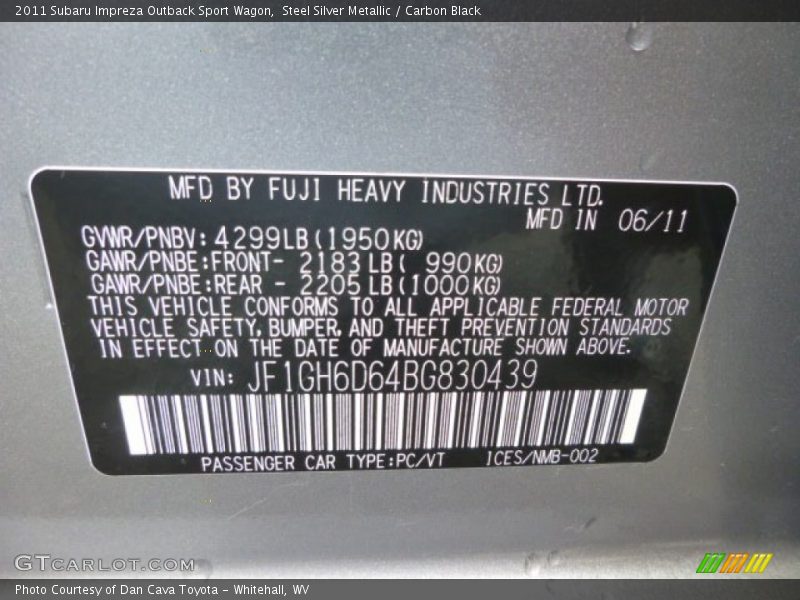 2011 Subaru Impreza Outback Sport Wagon,  Steel Silver Metallic / Carbon Black
MFD BY FUJI HEAVY INDUSTRIES LTD.
MFD IN 06/11
GVWR/PNBV: 4299LB(1950KG)
GAWR/PNBE:FRONT- 2183 LB( 990KG)
GAWR/PNBE:REAR - 2205 LB(1000KG)
THIS VEHICLE CONFORMS TO ALL APPLICABLE FEDERAL MOTOR
VEHICLE SAFETY, BUMPER, AND THEFT PREVENTION STANDARDS
IN EFFECT ON THE DATE OF MANUFACTURE SHOWN ABOVE.
VIN: JF1GH6D64BG830439
PASSENGER CAR TYPE:PC/VT ICES/NMB-002
GTCARLOT.COM
Photo Courtesy of Dan Cava Toyota - Whitehall, WV